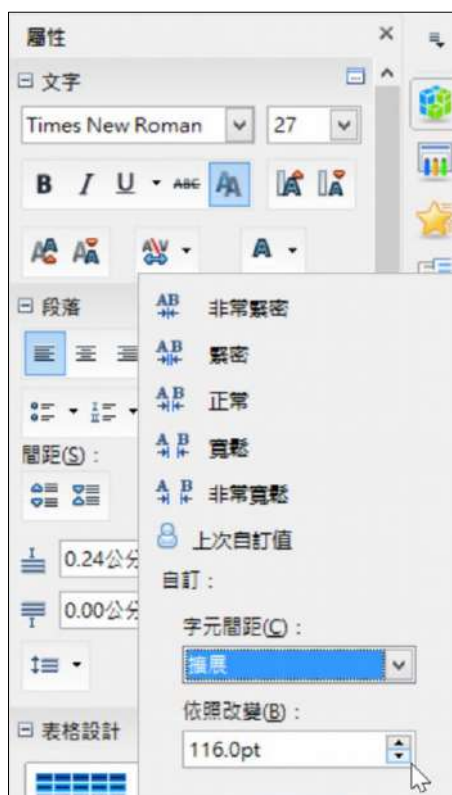 屬性
文字
Times New Roman 27
B I U ABC AA
段落
非常緊密
緊密
正常
寬鬆
非常寬鬆
間距(S):
上次自訂值
自訂:
0.24公分
0.00公分
字元間距(C):
擴展
依照改變(B):
116.0pt
表格設計